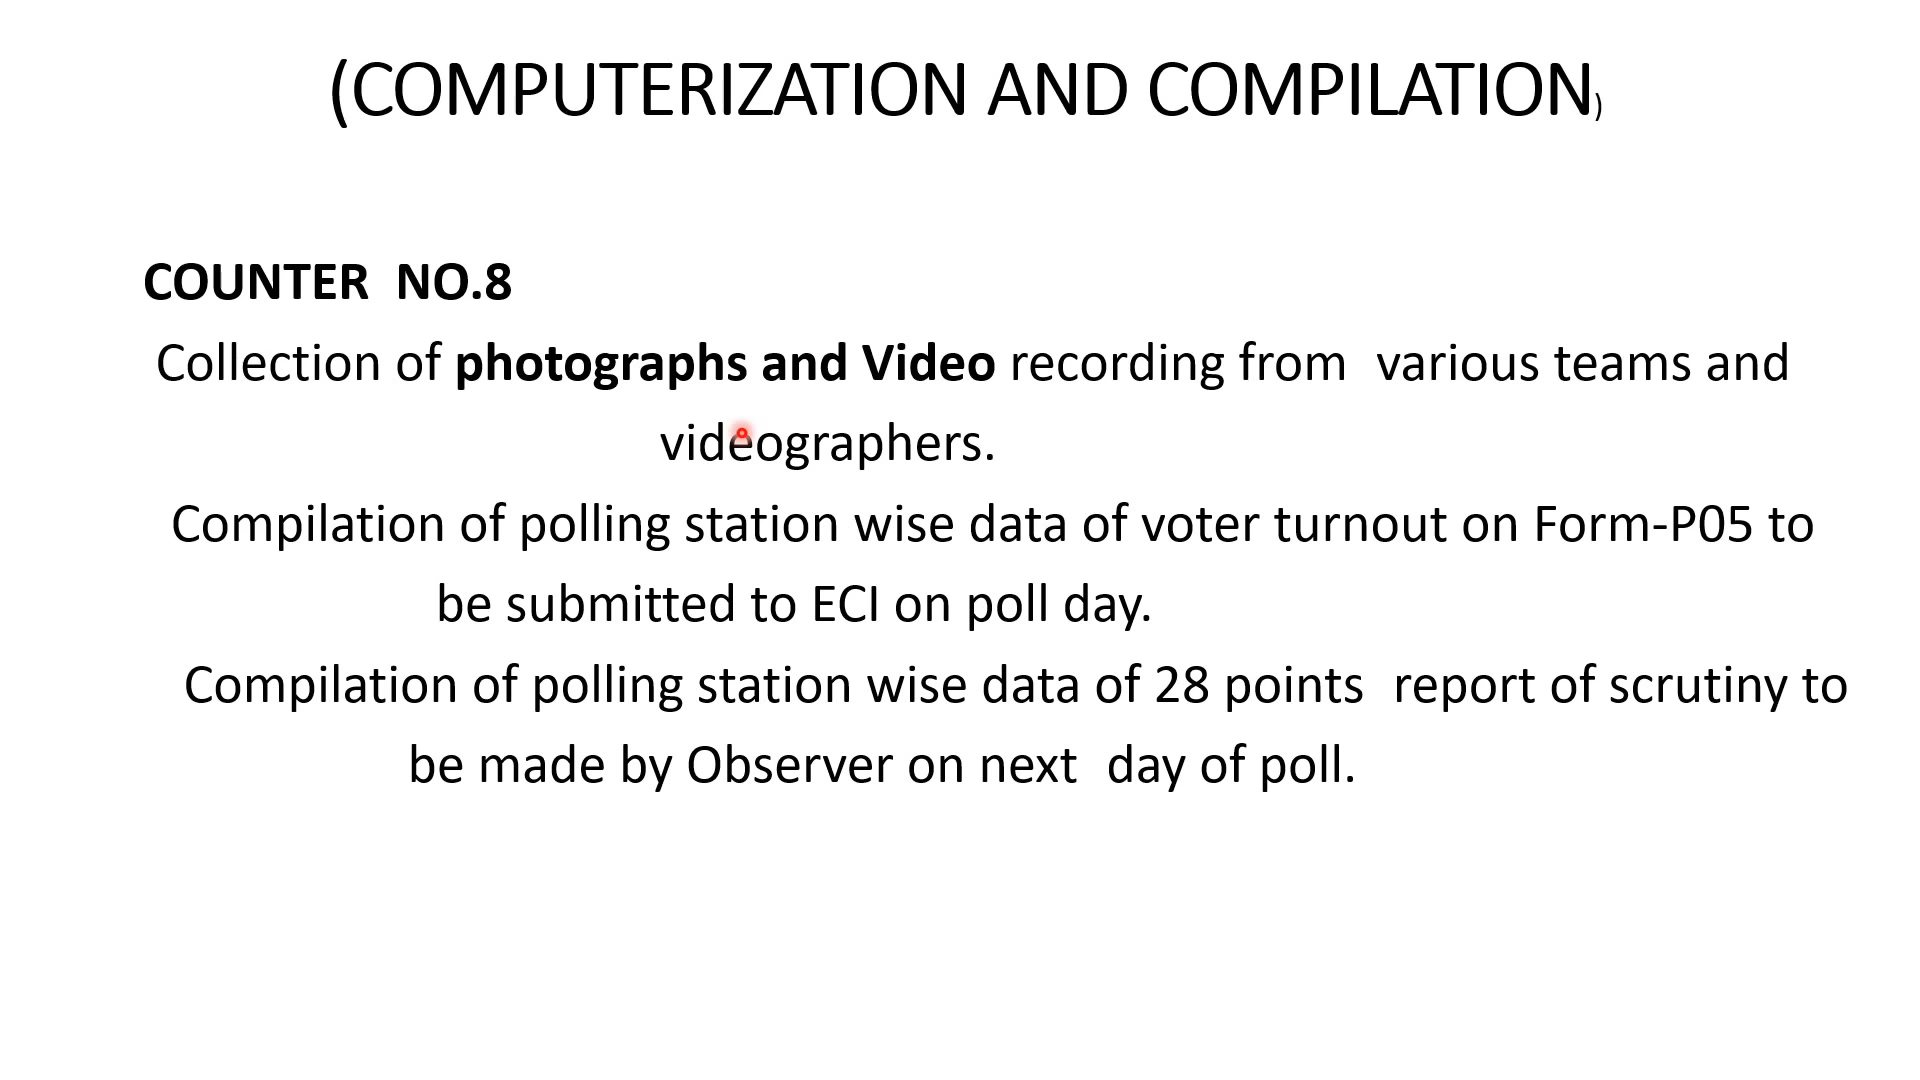 (COMPUTERIZATION AND COMPILATION)
COUNTER NO.8
Collection of photographs and Video recording from various teams and
videographers.
Compilation of polling station wise data of voter turnout on Form-P05 to
be submitted to ECI on poll day.
Compilation of polling station wise data of 28 points report of scrutiny to
be made by Observer on next day of poll.